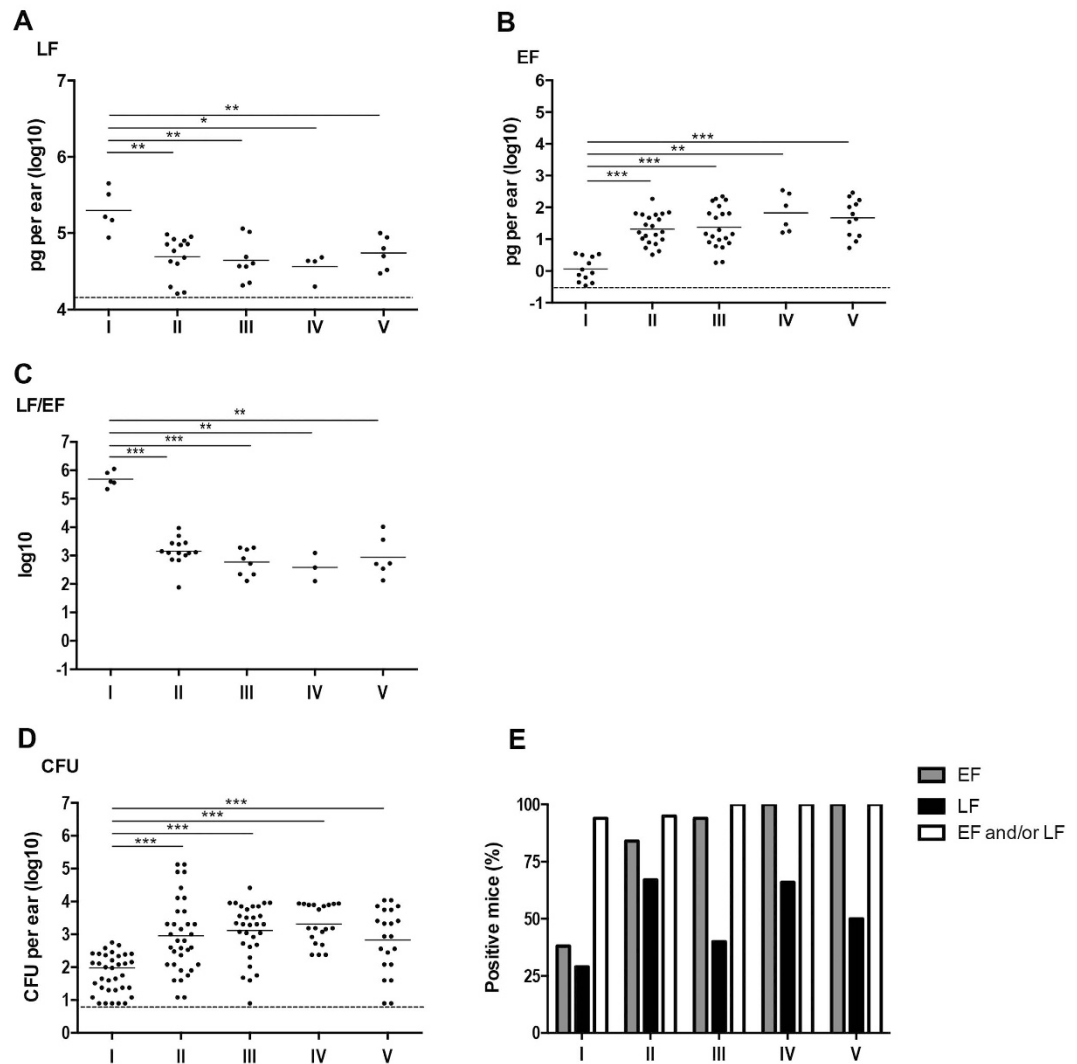 A
LF
pg per ear (log10)
7
6
5
4
**
*
**
**
I II III IV V
B
EF
pg per ear (log10)
6
5
4
3
2
1
0
-1
***
**
***
***
I II III IV V
C
LF/EF
log10
7
6
5
4
3
2
1
0
-1
**
**
***
***
I II III IV V
D
CFU
CFU per ear (log10)
7
6
5
4
3
2
1
0
***
***
***
***
I II III IV V
E
Positive mice (%)
100
75
50
25
0
I II III IV V
EF
LF
EF and/or LF